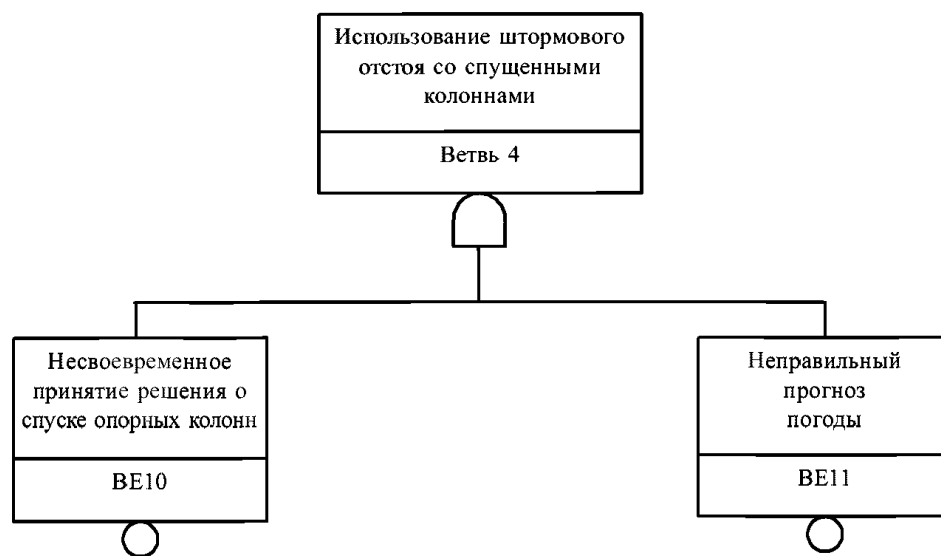 Использование штормового
отстоя со спущенными
колоннами
Ветвь 4
Несвоевременное
принятие решения о
спуске опорных колонн
BE10
Неправильный
прогноз
погоды
BE11